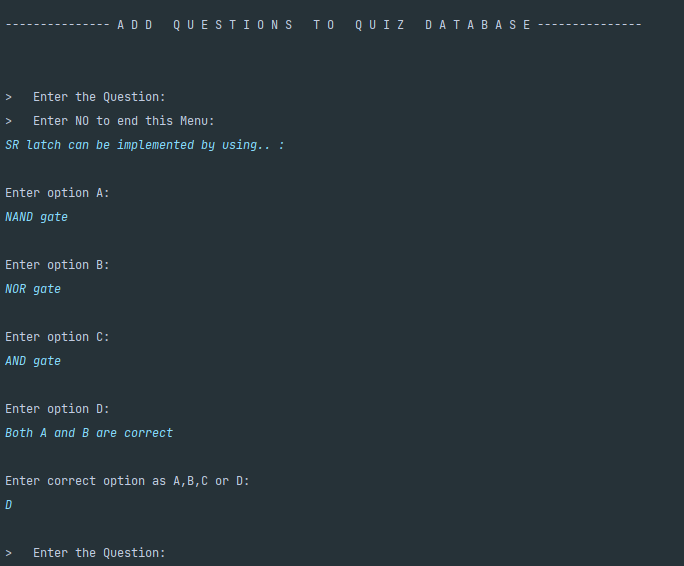 --------------- A D D   Q U E S T I O N S   T O   Q U I Z   D A T A B A S E ---------------
>   Enter the Question:
>   Enter NO to end this Menu:
SR latch can be implemented by using.. :
Enter option A:
NAND gate
Enter option B:
NOR gate
Enter option C:
AND gate
Enter option D:
Both A and B are correct
Enter correct option as A,B,C or D:
D
>   Enter the Question: